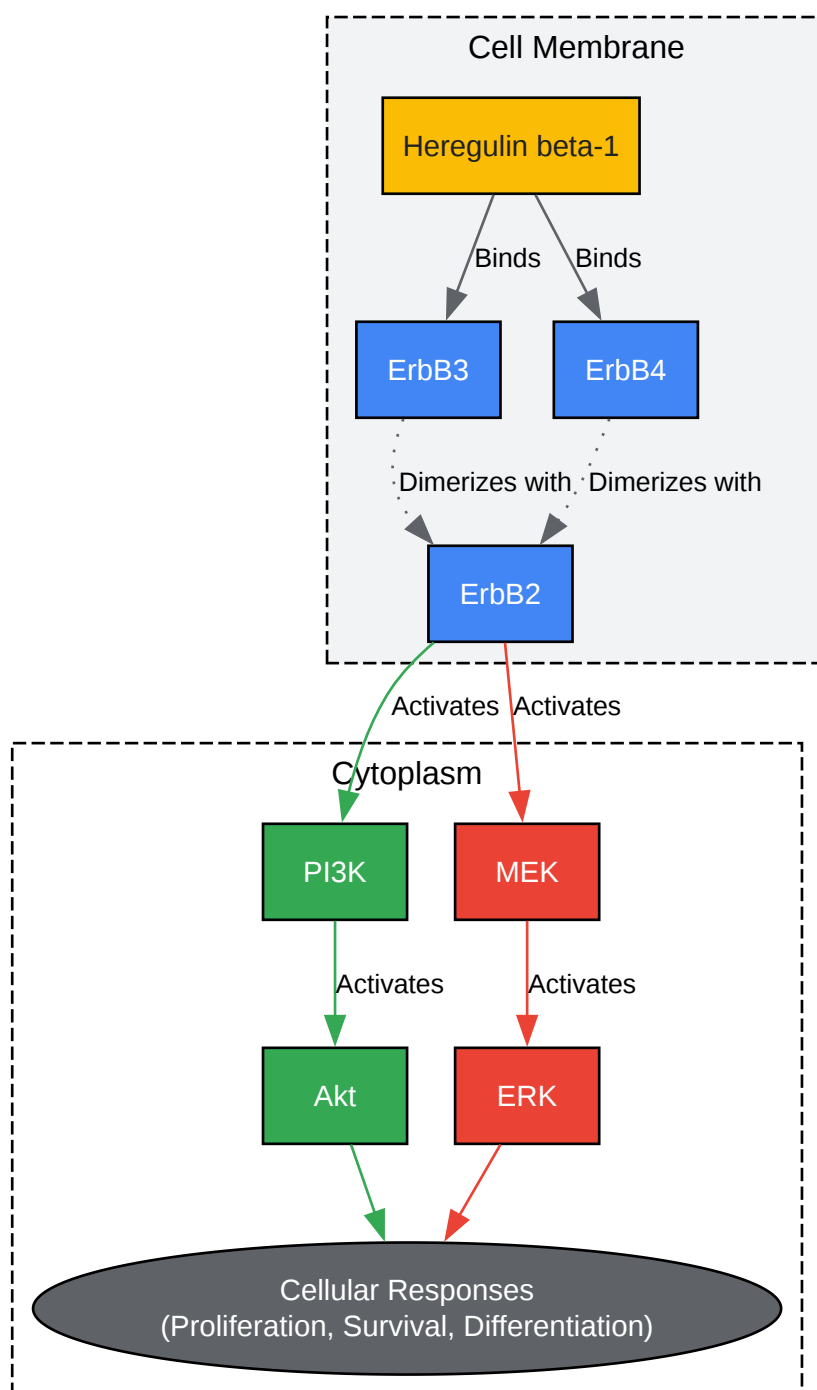 Cell Membrane
Heregulin beta-1
Binds
Binds
ErbB3
ErbB4
Dimerizes with
Dimerizes with
ErbB2
Activates
Activates
Cytoplasm
PI3K
MEK
Activates
Activates
Akt
ERK
Cellular Responses
(Proliferation, Survival, Differentiation)